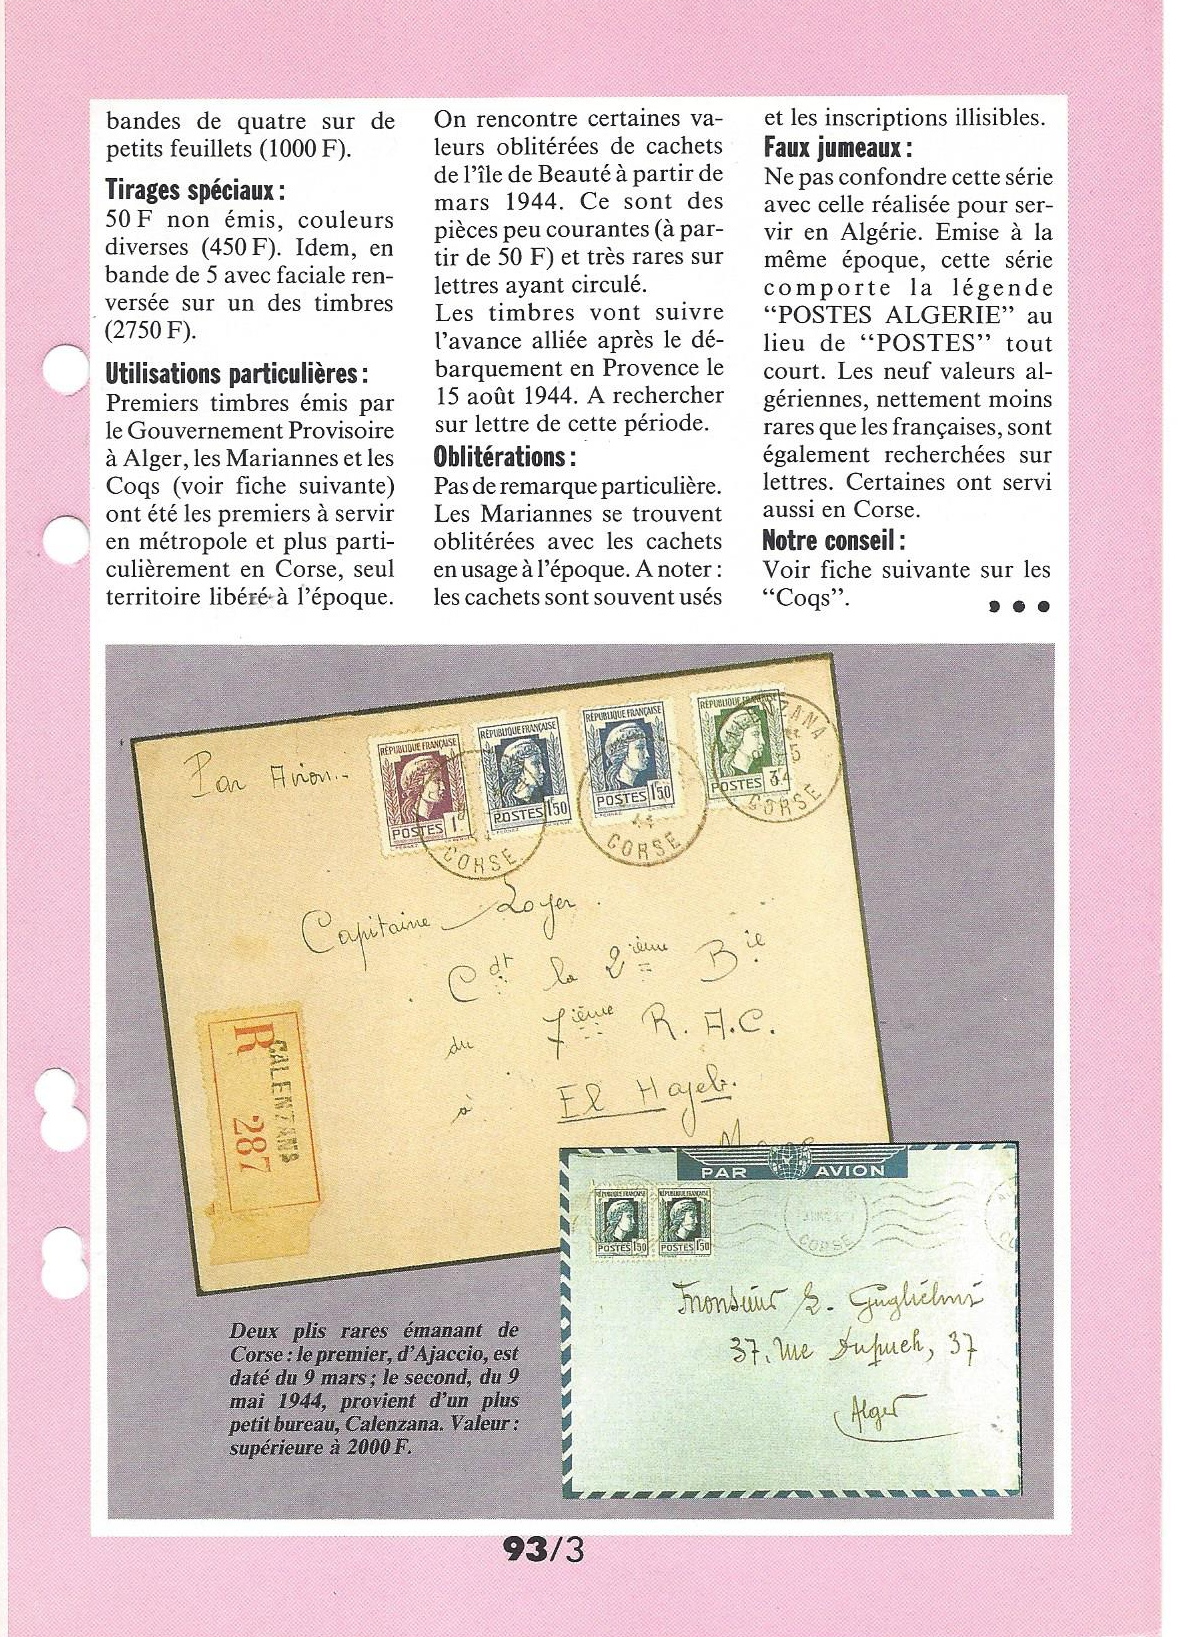 bandes de quatre sur de
petits feuillets (1000 F).
Tirages spéciaux :
50 F non émis, couleurs
diverses (450 F). Idem, en
bande de 5 avec faciale ren-
versée sur un des timbres
(2750 F).
Utilisations particulières :
Premiers timbres émis par
le Gouvernement Provisoire
à Alger, les Mariannes et les
Coqs (voir fiche suivante)
ont été les premiers à servir
en métropole et plus parti-
culièrement en Corse, seul
territoire libéré à l'époque.
On rencontre certaines va-
leurs oblitérées de cachets
de l'île de Beauté à partir de
mars 1944. Ce sont des
pièces peu courantes (à par-
tir de 50 F) et très rares sur
lettres ayant circulé.
Les timbres vont suivre
l'avance alliée après le dé-
barquement en Provence le
15 août 1944. A rechercher
sur lettre de cette période.
Oblitérations :
Pas de remarque particulière.
Les Mariannes se trouvent
oblitérées avec les cachets
en usage à l'époque. A noter :
les cachets sont souvent usés
et les inscriptions illisibles.
Faux jumeaux :
Ne pas confondre cette série
avec celle réalisée pour ser-
vir en Algérie. Emise à la
même époque, cette série
comporte la légende
“POSTES ALGERIE” au
lieu de “POSTES” tout
court. Les neuf valeurs al-
gériennes, nettement moins
rares que les françaises, sont
également recherchées sur
lettres. Certaines ont servi
aussi en Corse.
Notre conseil :
Voir fiche suivante sur les
“Coqs”.
• • •
Par Avion
RÉPUBLIQUE FRANÇAISE
POSTES 1F
RÉPUBLIQUE FRANÇAISE
POSTES 1F50
RÉPUBLIQUE FRANÇAISE
POSTES 1F50
RÉPUBLIQUE FRANÇAISE
POSTES
CORSE
CORSE
CALENZANA
CORSE
Capitaine Loyer
Cdt la 2ième Bie
du 7ième R.A.C.
à El Hajeb.
Maroc
R
CALENZANA
287
PAR AVION
RÉPUBLIQUE FRANÇAISE
POSTES 1F50
RÉPUBLIQUE FRANÇAISE
POSTES 1F50
CORSE
Monsieur Guglielmi
37, rue Dupuch, 37
Alger
Deux plis rares émanant de
Corse : le premier, d'Ajaccio, est
daté du 9 mars ; le second, du 9
mai 1944, provient d'un plus
petit bureau, Calenzana. Valeur :
supérieure à 2000 F.
93/3